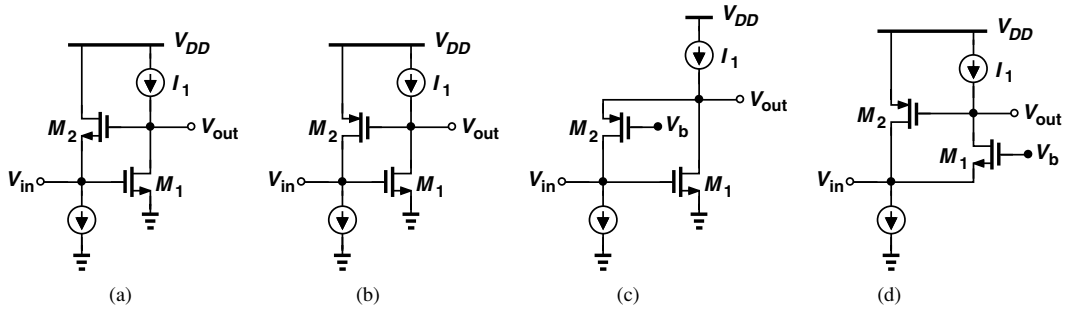 V_DD
I_1
M_2
V_out
V_in
M_1
(a)
V_DD
I_1
M_2
V_out
V_in
M_1
(b)
V_DD
I_1
V_out
M_2
V_b
V_in
M_1
(c)
V_DD
I_1
M_2
V_out
M_1
V_b
V_in
(d)